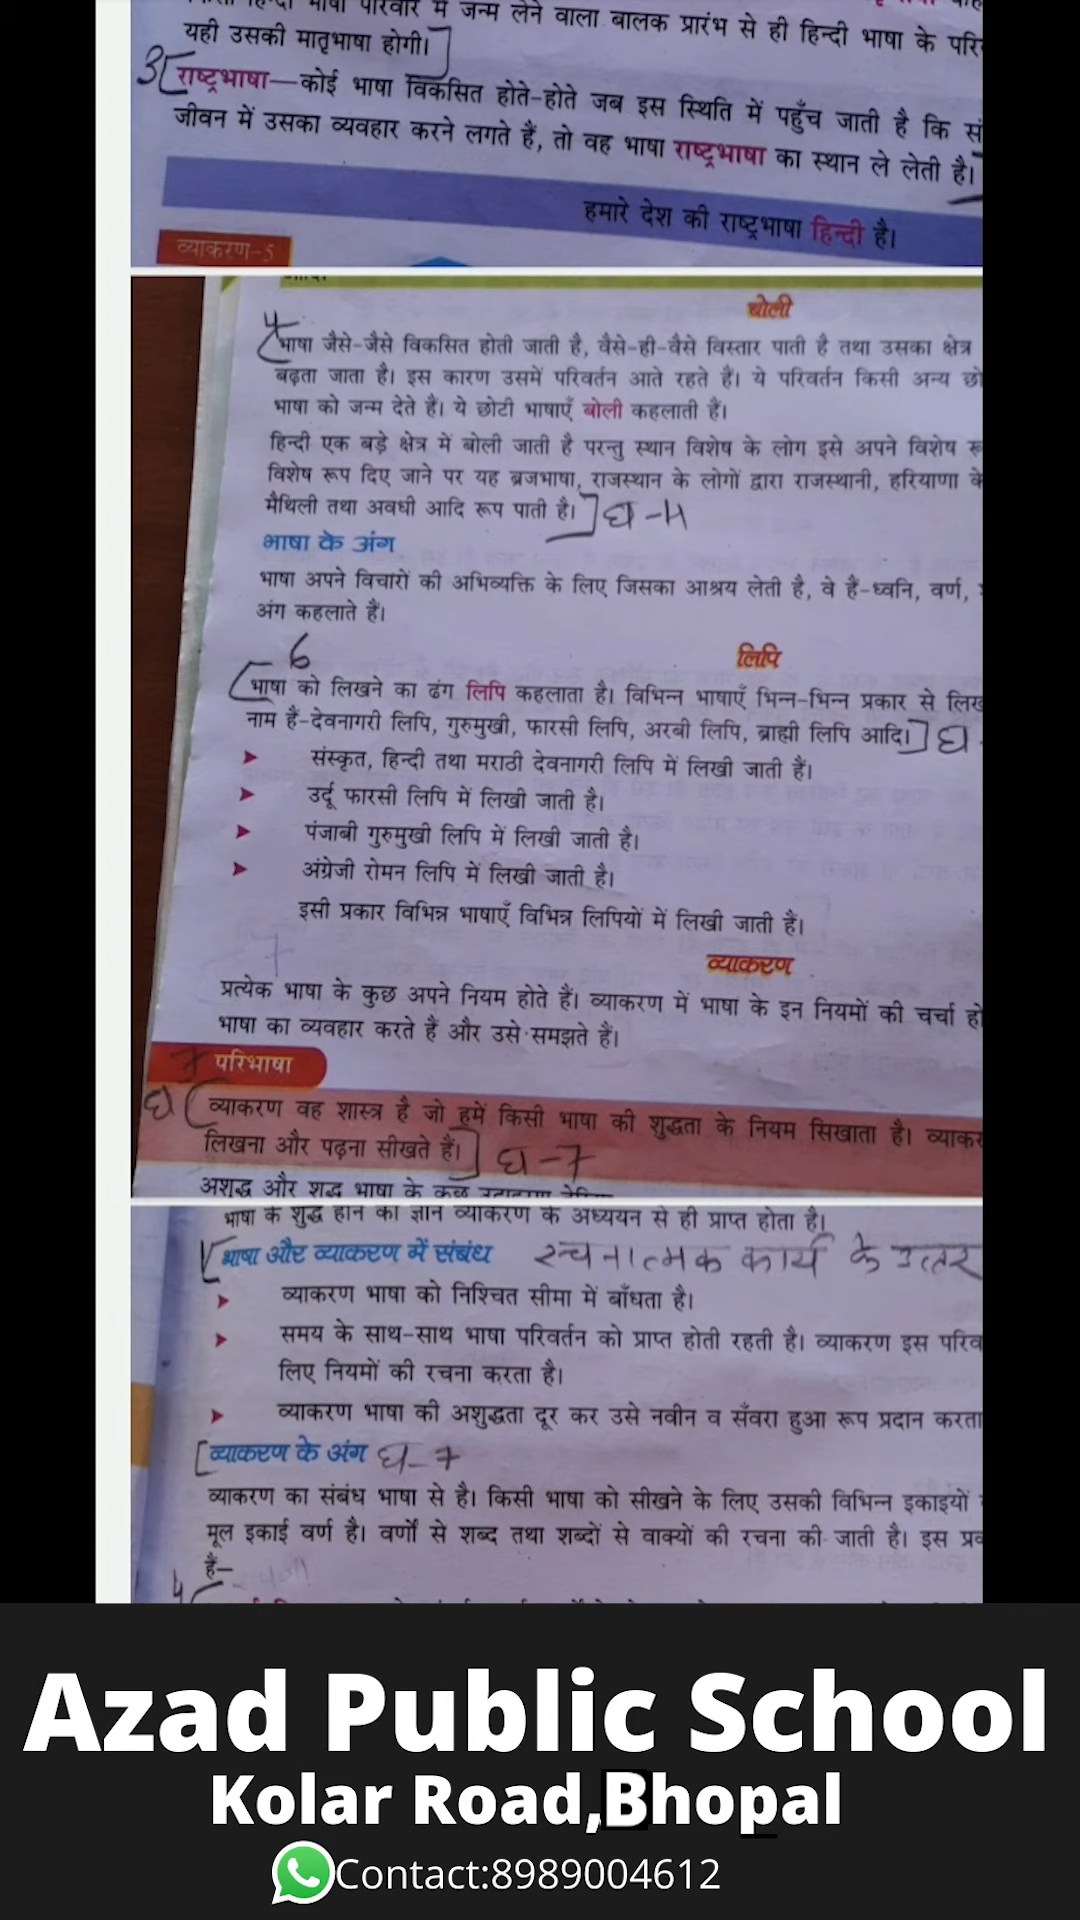 यही उसकी मातृभाषा होगी।
3 राष्ट्रभाषा—कोई भाषा विकसित होते-होते जब इस स्थिति में पहुँच जाती है कि
जीवन में उसका व्यवहार करने लगते हैं, तो वह भाषा राष्ट्रभाषा का स्थान ले लेती है।
हमारे देश की राष्ट्रभाषा हिन्दी है।
व्याकरण-5
बोली
4 भाषा जैसे-जैसे विकसित होती जाती है, वैसे-ही-वैसे विस्तार पाती है तथा उसका क्षेत्र
बढ़ता जाता है। इस कारण उसमें परिवर्तन आते रहते हैं। ये परिवर्तन किसी अन्य
भाषा को जन्म देते हैं। ये छोटी भाषाएँ बोली कहलाती हैं।
हिन्दी एक बड़े क्षेत्र में बोली जाती है परन्तु स्थान विशेष के लोग इसे अपने विशेष
विशेष रूप दिए जाने पर यह ब्रजभाषा, राजस्थान के लोगों द्वारा राजस्थानी, हरियाणा के
मैथिली तथा अवधी आदि रूप पाती है।
भाषा के अंग
भाषा अपने विचारों की अभिव्यक्ति के लिए जिसका आश्रय लेती है, वे हैं-ध्वनि, वर्ण,
अंग कहलाते हैं।
6
लिपि
भाषा को लिखने का ढंग लिपि कहलाता है। विभिन्न भाषाएँ भिन्न-भिन्न प्रकार से
नाम हैं-देवनागरी लिपि, गुरुमुखी, फारसी लिपि, अरबी लिपि, ब्राह्मी लिपि आदि। घ
संस्कृत, हिन्दी तथा मराठी देवनागरी लिपि में लिखी जाती हैं।
उर्दू फारसी लिपि में लिखी जाती है।
पंजाबी गुरुमुखी लिपि में लिखी जाती है।
अंग्रेजी रोमन लिपि में लिखी जाती है।
इसी प्रकार विभिन्न भाषाएँ विभिन्न लिपियों में लिखी जाती हैं।
व्याकरण
प्रत्येक भाषा के कुछ अपने नियम होते हैं। व्याकरण में भाषा के इन नियमों की चर्चा
भाषा का व्यवहार करते हैं और उसे समझते हैं।
7 परिभाषा
घ व्याकरण वह शास्त्र है जो हमें किसी भाषा की शुद्धता के नियम सिखाता है।
लिखना और पढ़ना सीखते हैं। घ-7
अशुद्ध और शुद्ध भाषा के कुछ उदाहरण
भाषा के शुद्ध होने का ज्ञान व्याकरण के अध्ययन से ही प्राप्त होता है।
भाषा और व्याकरण में संबंध रचनात्मक कार्य के उत्तर
व्याकरण भाषा को निश्चित सीमा में बाँधता है।
समय के साथ-साथ भाषा परिवर्तन को प्राप्त होती रहती है। व्याकरण इस
लिए नियमों की रचना करता है।
व्याकरण भाषा की अशुद्धता दूर कर उसे नवीन व सँवरा हुआ रूप प्रदान करता
व्याकरण के अंग घ-7
व्याकरण का संबंध भाषा से है। किसी भाषा को सीखने के लिए उसकी विभिन्न इकाइयों
मूल इकाई वर्ण है। वर्णों से शब्द तथा शब्दों से वाक्यों की रचना की जाती है। इस
हैं—
Azad Public School
Kolar Road,Bhopal
Contact:8989004612